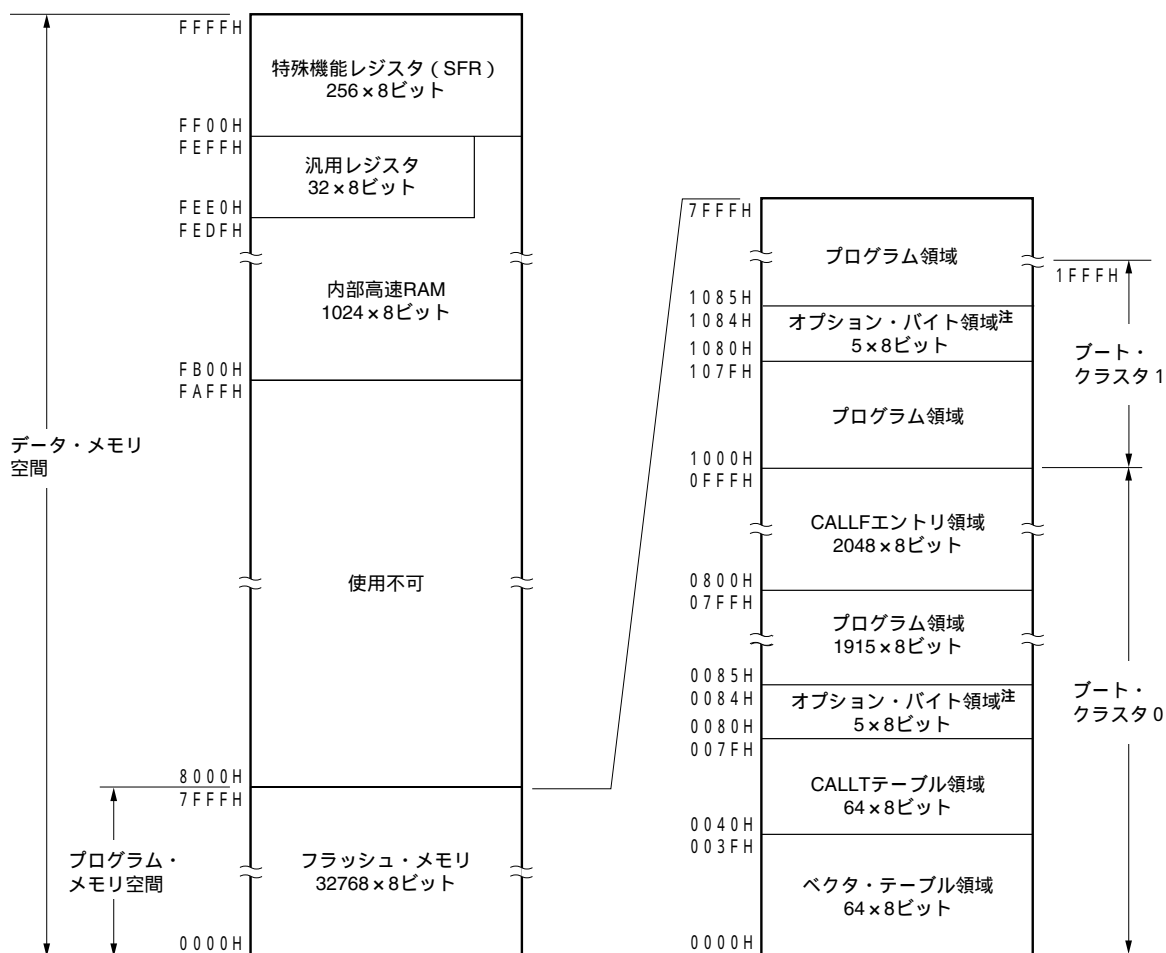 FFFFH
特殊機能レジスタ(SFR)
256×8ビット
FF00H
FEFFH
汎用レジスタ
32×8ビット
FEE0H
FEDFH
内部高速RAM
1024×8ビット
FB00H
FAFFH
データ・メモリ
空間
使用不可
8000H
7FFFH
プログラム・
メモリ空間
フラッシュ・メモリ
32768×8ビット
0000H
7FFFH
プログラム領域
1FFFH
1085H
1084H
オプション・バイト領域注
5×8ビット
1080H
107FH
ブート・
クラスタ1
プログラム領域
1000H
0FFFH
CALLFエントリ領域
2048×8ビット
0800H
07FFH
プログラム領域
1915×8ビット
0085H
0084H
オプション・バイト領域注
5×8ビット
0080H
007FH
ブート・
クラスタ0
CALLTテーブル領域
64×8ビット
0040H
003FH
ベクタ・テーブル領域
64×8ビット
0000H